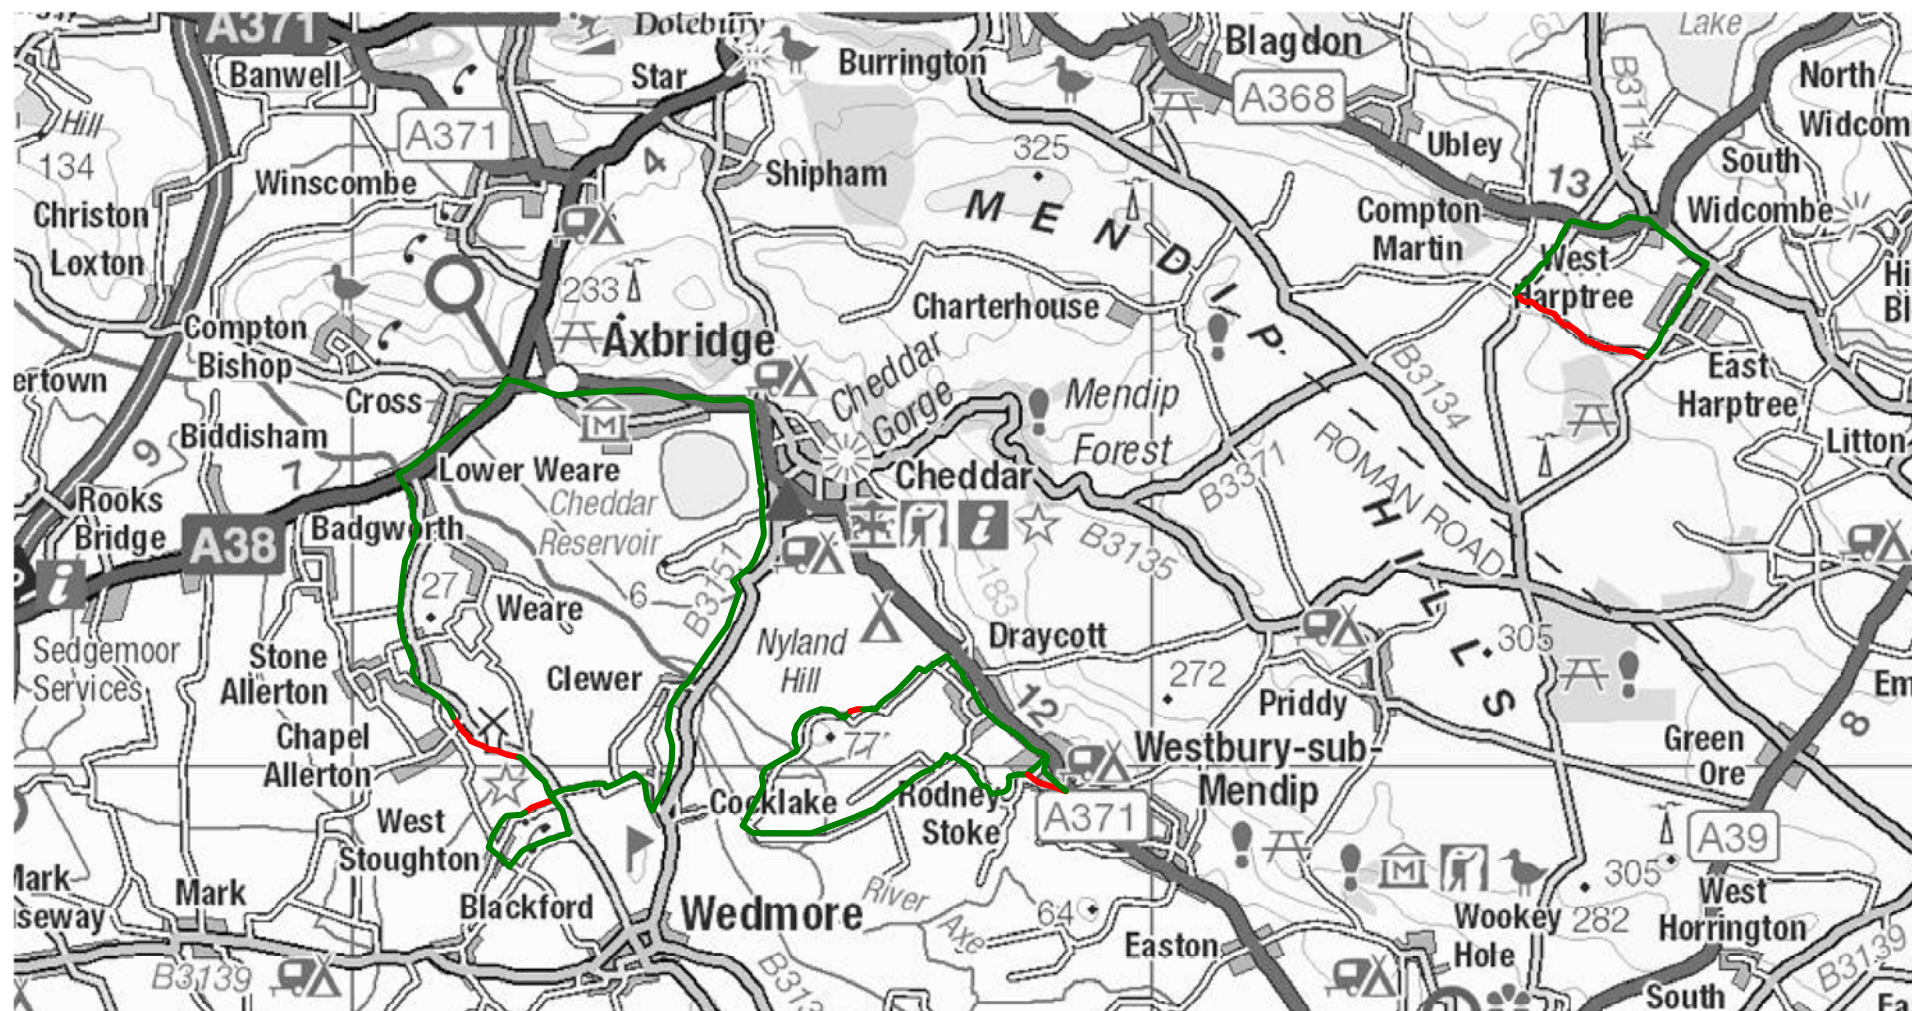 A371
Dolebury
Lake
Banwell
Star
Burrington
Blagdon
North
Widcom
A368
B3114
Hill
134
A371
4
Shipham
325
Ubley
South
Widcombe
Winscombe
13
Christon
Loxton
MENDIP
HILLS
Compton
Martin
West
Harptree
233
Charterhouse
Compton
Bishop
Axbridge
Cheddar
Gorge
Mendip
Forest
B3134
East
Harptree
ertown
Cross
Litton
9
Biddisham
7
Lower Weare
Cheddar
Reservoir
Cheddar
B3371
ROMAN ROAD
Rooks
Bridge
A38
Badgworth
B3151
B3135
27
6
Weare
183
Sedgemoor
Services
Stone
Allerton
Clewer
Nyland
Hill
Draycott
272
305
Em
12
Priddy
8
Chapel
Allerton
77
Westbury-sub-
Mendip
Green
Ore
Cocklake
Rodney
Stoke
A371
A39
West
Stoughton
Mark
seway
Mark
Blackford
Wedmore
River
Axe
64
Easton
Wookey
Hole
282
305
West
Horrington
B3139
B313
B3139
South